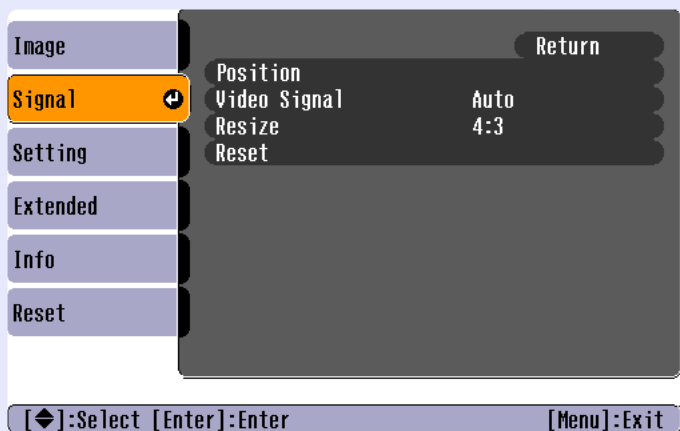 Image
Signal
Setting
Extended
Info
Reset
Return
Position
Video Signal Auto
Resize 4:3
Reset
[◆]:Select [Enter]:Enter [Menu]:Exit